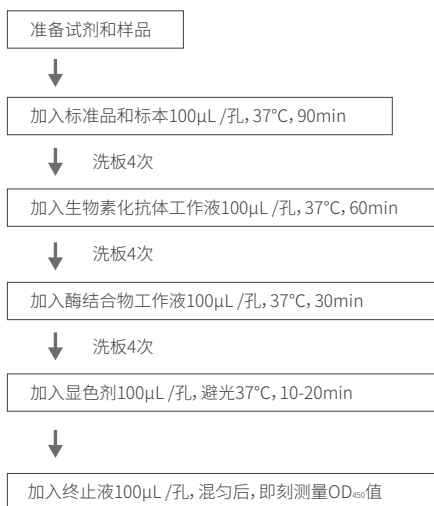 准备试剂和样品
加入标准品和标本100μL /孔，37℃，90min
洗板4次
加入生物素化抗体工作液100μL /孔，37℃，60min
洗板4次
加入酶结合物工作液100μL /孔，37℃，30min
洗板4次
加入显色剂100μL /孔，避光37℃，10-20min
加入终止液100μL /孔，混匀后，即刻测量OD₄₅₀值